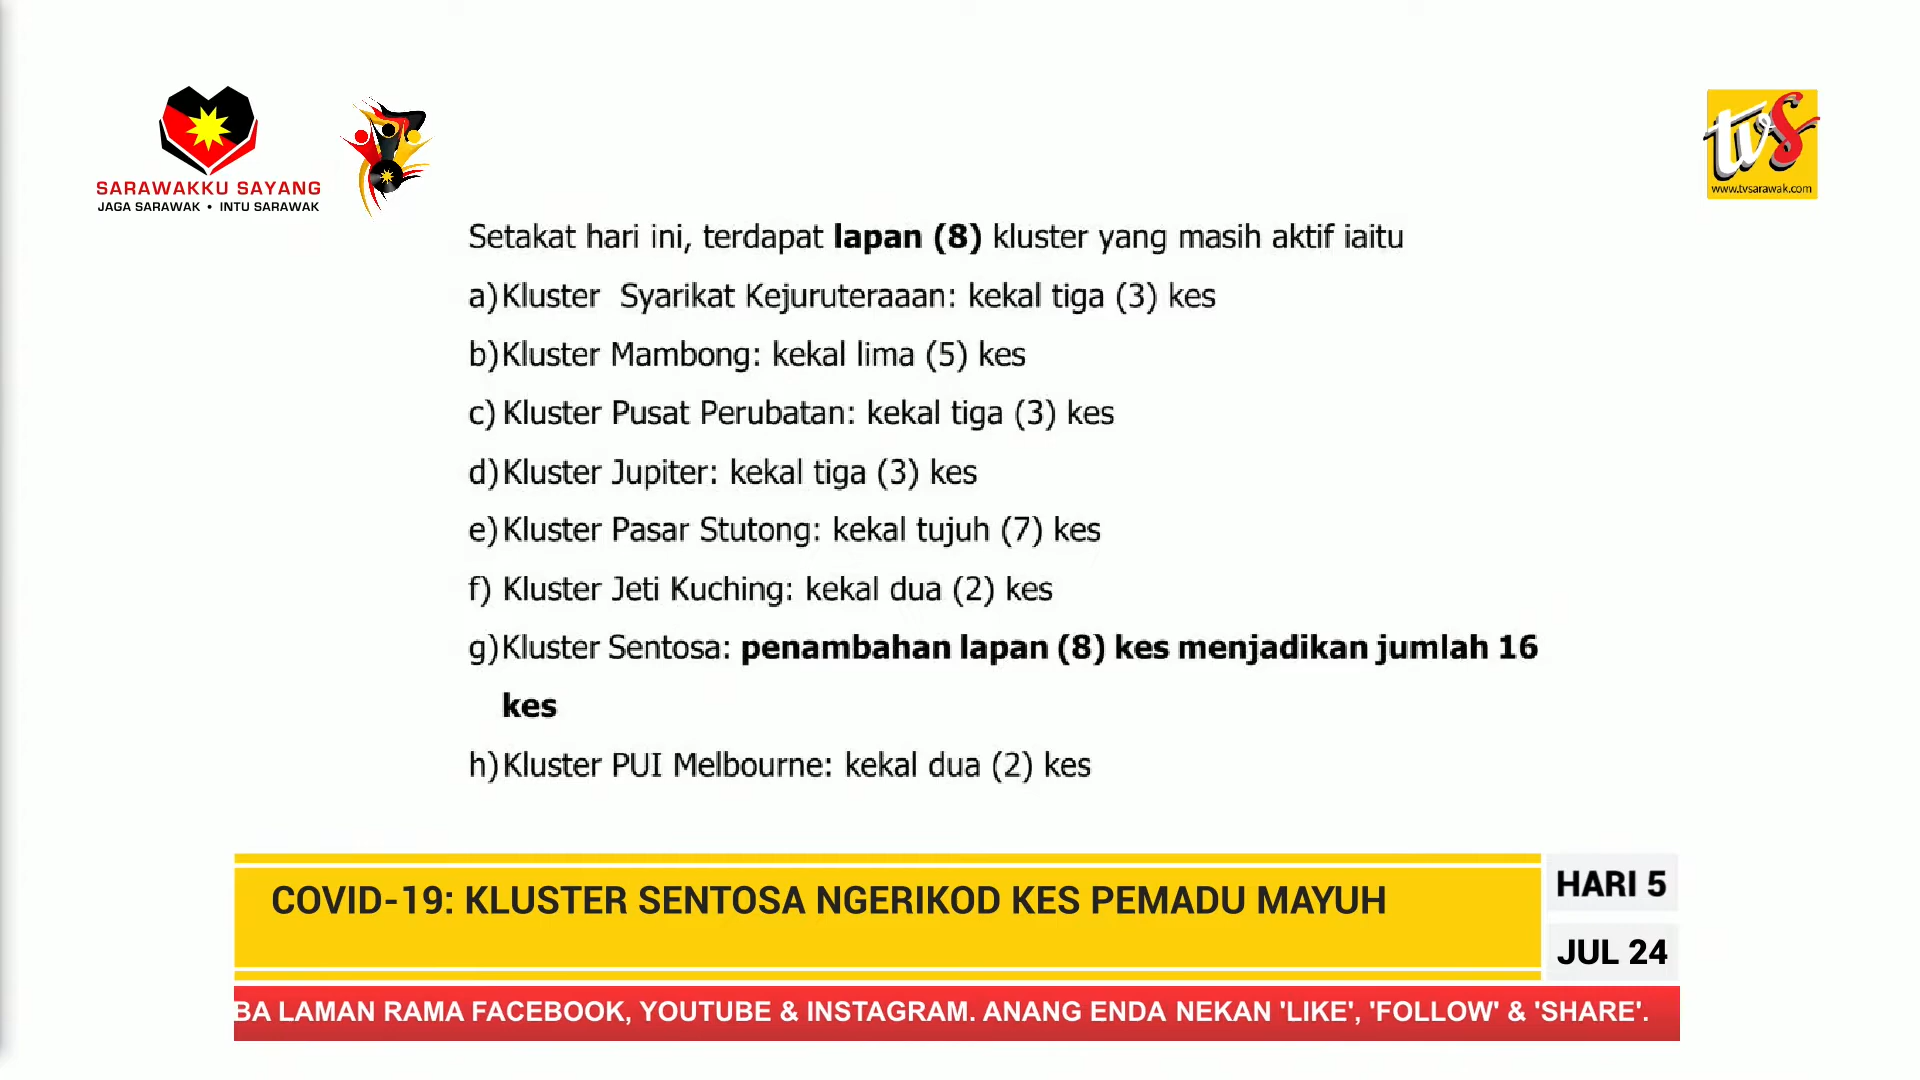 SARAWAKKU SAYANG
JAGA SARAWAK • INTU SARAWAK
tvS
www.tvsarawak.com
Setakat hari ini, terdapat lapan (8) kluster yang masih aktif iaitu
a) Kluster Syarikat Kejuruteraaan: kekal tiga (3) kes
b) Kluster Mambong: kekal lima (5) kes
c) Kluster Pusat Perubatan: kekal tiga (3) kes
d) Kluster Jupiter: kekal tiga (3) kes
e) Kluster Pasar Stutong: kekal tujuh (7) kes
f) Kluster Jeti Kuching: kekal dua (2) kes
g) Kluster Sentosa: penambahan lapan (8) kes menjadikan jumlah 16
kes
h) Kluster PUI Melbourne: kekal dua (2) kes
COVID-19: KLUSTER SENTOSA NGERIKOD KES PEMADU MAYUH
HARI 5
JUL 24
BA LAMAN RAMA FACEBOOK, YOUTUBE & INSTAGRAM. ANANG ENDA NEKAN 'LIKE', 'FOLLOW' & 'SHARE'.